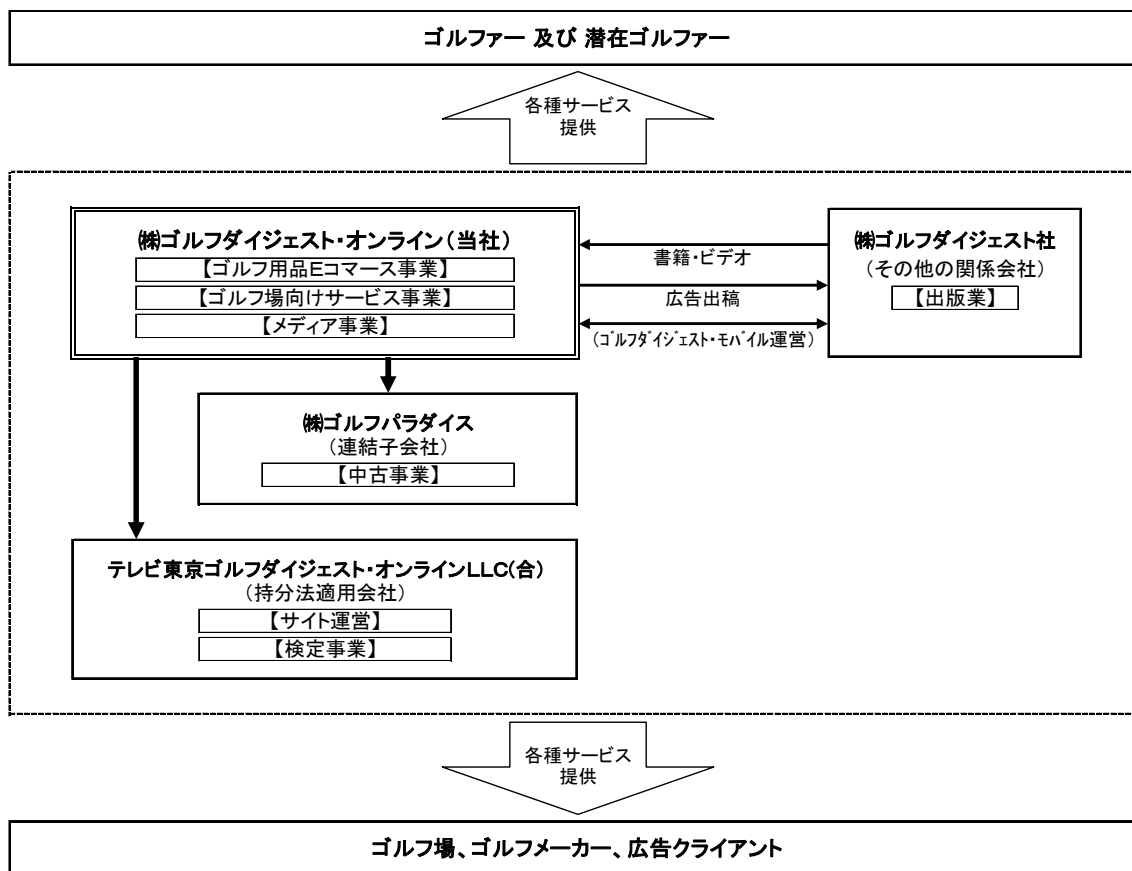 ゴルファー 及び 潜在ゴルファー
各種サービス
提供
㈱ゴルフダイジェスト・オンライン（当社）
【ゴルフ用品Eコマース事業】
【ゴルフ場向けサービス事業】
【メディア事業】
書籍・ビデオ
広告出稿
(ｺﾞﾙﾌﾀﾞｲｼﾞｪｽﾄ・ﾓﾊﾞｲﾙ運営)
㈱ゴルフダイジェスト社
（その他の関係会社）
【出版業】
㈱ゴルフパラダイス
（連結子会社）
【中古事業】
テレビ東京ゴルフダイジェスト・オンラインLLC(合)
（持分法適用会社）
【サイト運営】
【検定事業】
各種サービス
提供
ゴルフ場、ゴルフメーカー、広告クライアント